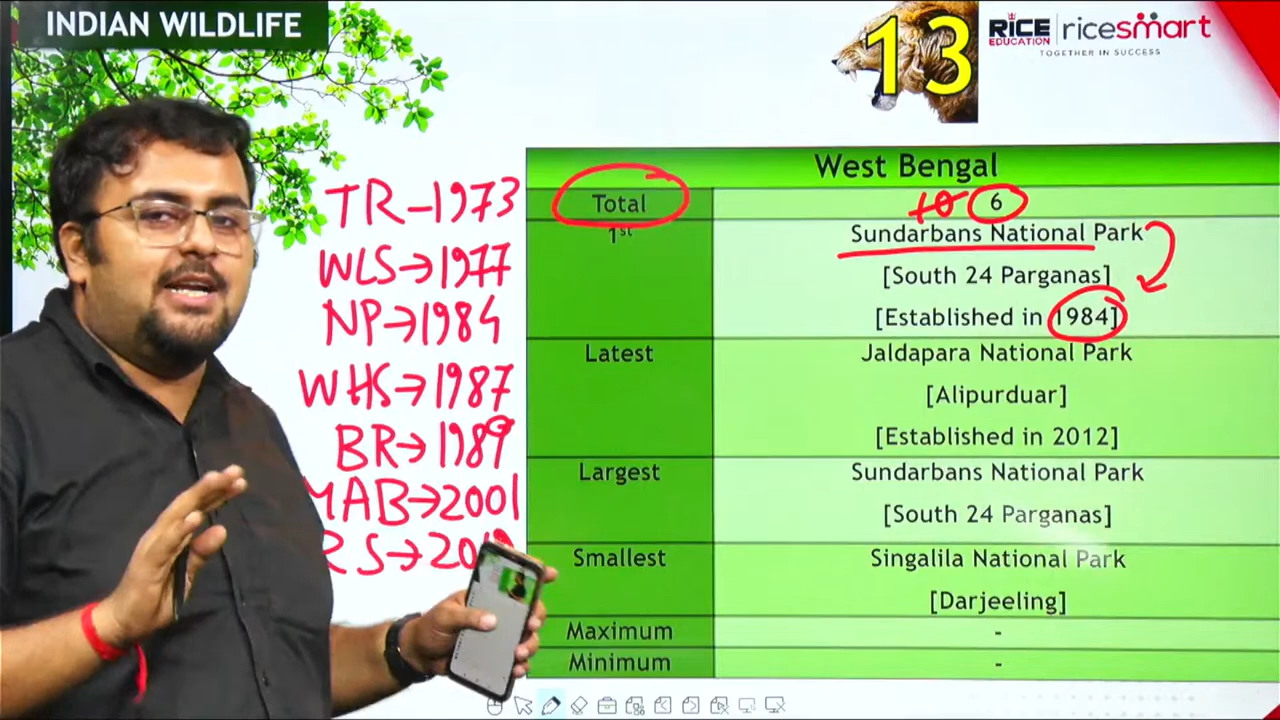 INDIAN WILDLIFE
13
RICE EDUCATION
ricesmart
TOGETHER IN SUCCESS
TR-1973
WLS→1977
NP→1984
WHS→1987
BR→1989
MAB→2001
RS→
West Bengal
Total 10 6
1st Sundarbans National Park
[South 24 Parganas]
[Established in 1984]
Latest Jaldapara National Park
[Alipurduar]
[Established in 2012]
Largest Sundarbans National Park
[South 24 Parganas]
Smallest Singalila National Park
[Darjeeling]
Maximum -
Minimum -